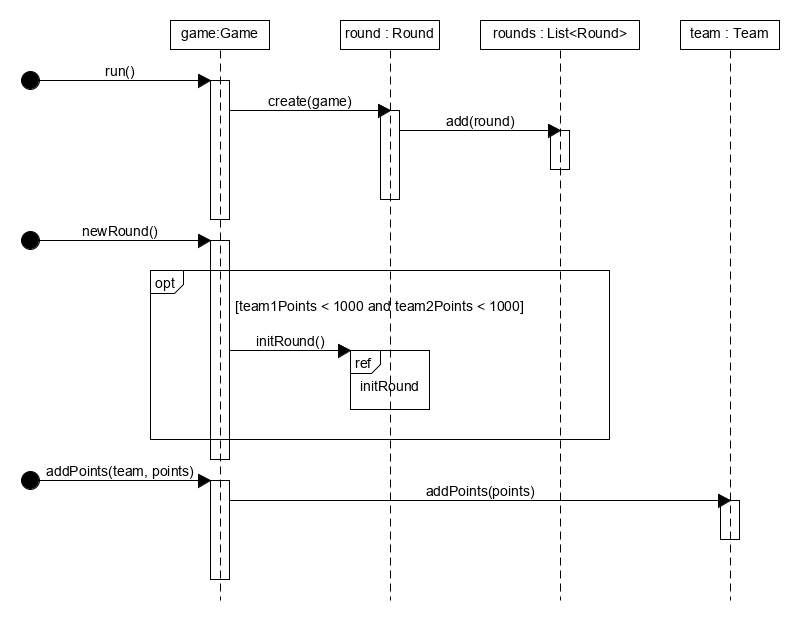 game:Game
round : Round
rounds : List<Round>
team : Team
run()
create(game)
add(round)
newRound()
opt
[team1Points < 1000 and team2Points < 1000]
initRound()
ref
initRound
addPoints(team, points)
addPoints(points)